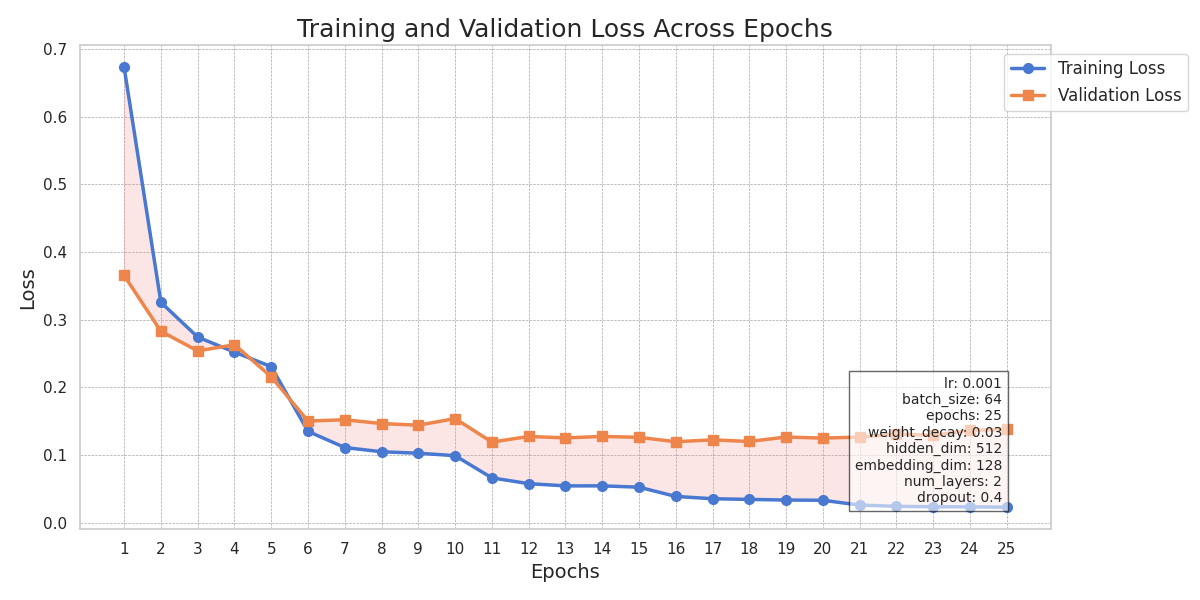 Training and Validation Loss Across Epochs
Training Loss
Validation Loss
Loss
0.7
0.6
0.5
0.4
0.3
0.2
0.1
0.0
lr: 0.001
batch_size: 64
epochs: 25
weight_decay: 0.03
hidden_dim: 512
embedding_dim: 128
num_layers: 2
dropout: 0.4
1 2 3 4 5 6 7 8 9 10 11 12 13 14 15 16 17 18 19 20 21 22 23 24 25
Epochs